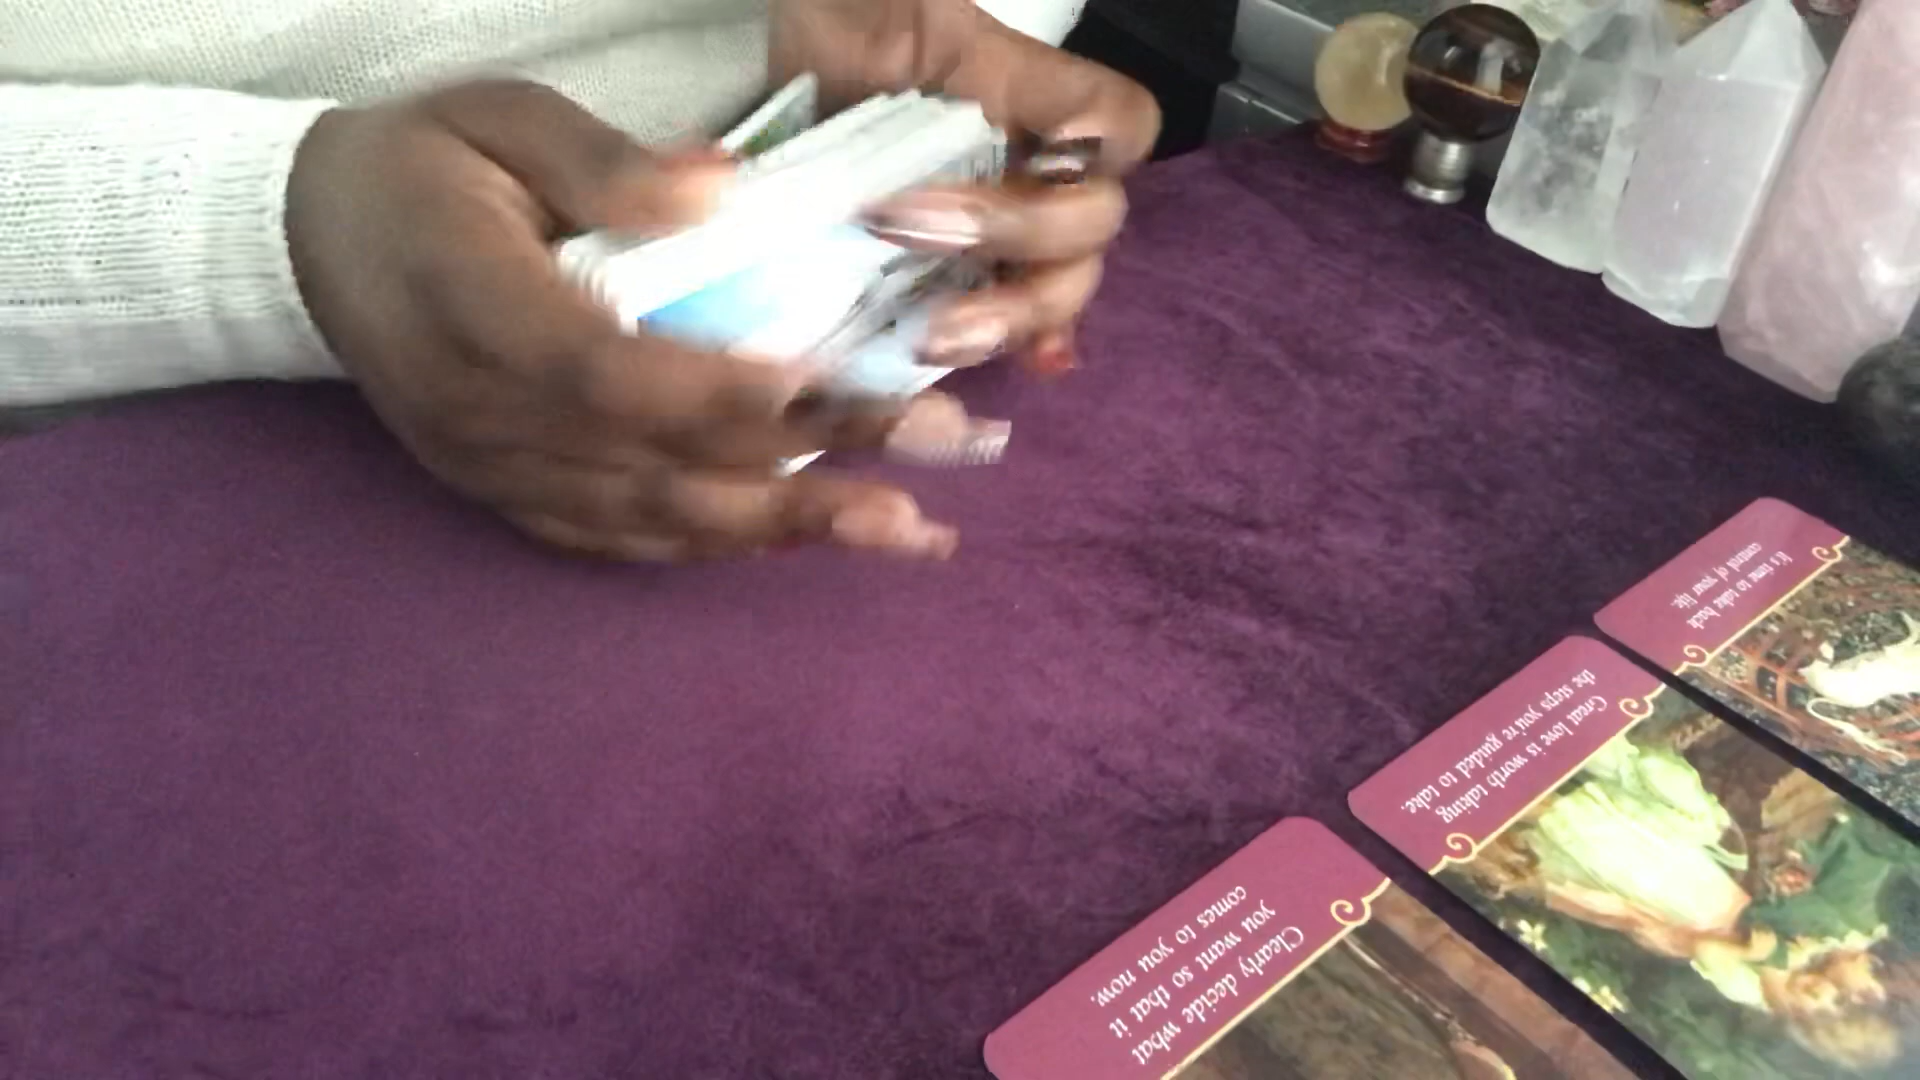 It's time to take back
control of your life.
Great love is worth taking
the steps you're guided to take.
Clearly decide what
you want so that it
comes to you now.